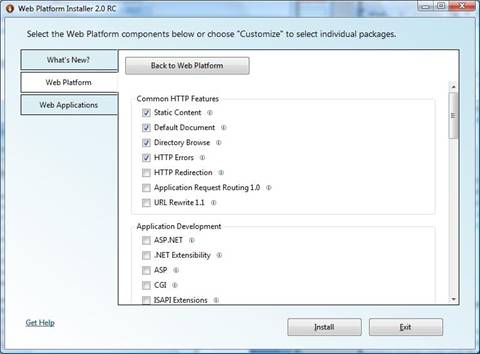 Web Platform Installer 2.0 RC
Select the Web Platform components below or choose "Customize" to select individual packages.
What's New?
Web Platform
Web Applications
Back to Web Platform
Common HTTP Features
Static Content
Default Document
Directory Browse
HTTP Errors
HTTP Redirection
Application Request Routing 1.0
URL Rewrite 1.1
Application Development
ASP.NET
.NET Extensibility
ASP
CGI
ISAPI Extensions
Get Help
Install
Exit